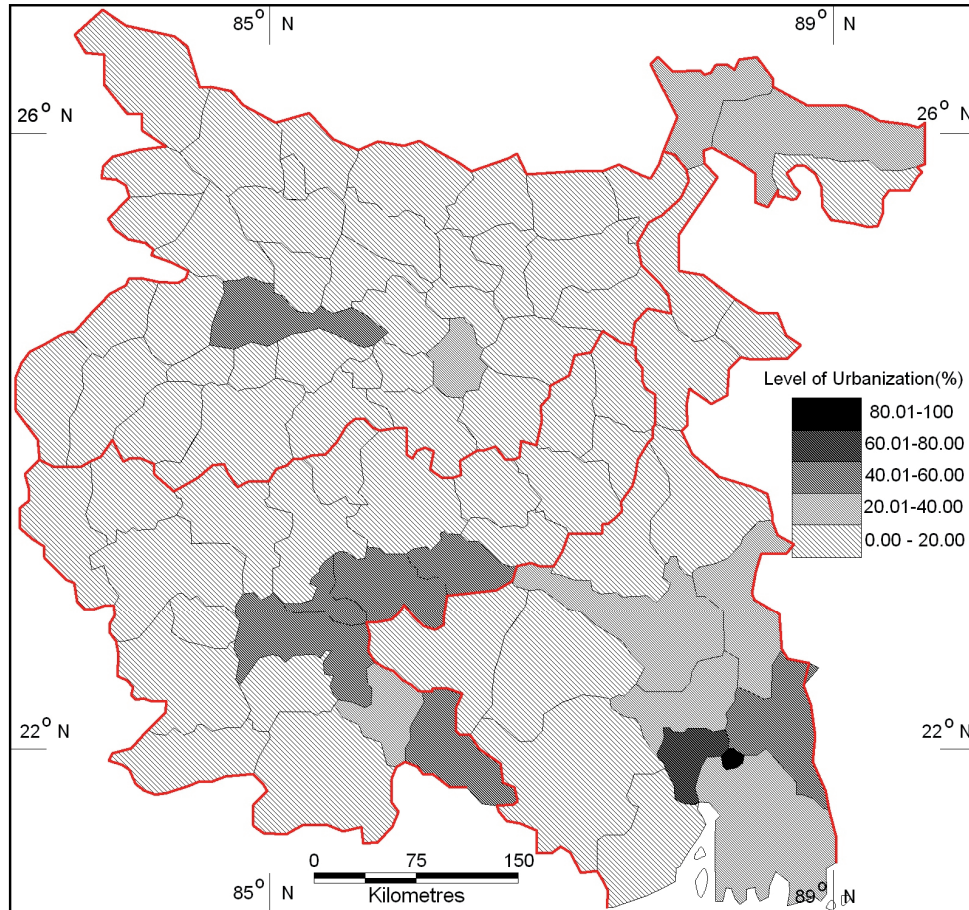 85° N
89° N
26° N
26° N
Level of Urbanization(%)
80.01-100
60.01-80.00
40.01-60.00
20.01-40.00
0.00 - 20.00
22° N
22° N
0 75 150
Kilometres
85° N
89° N